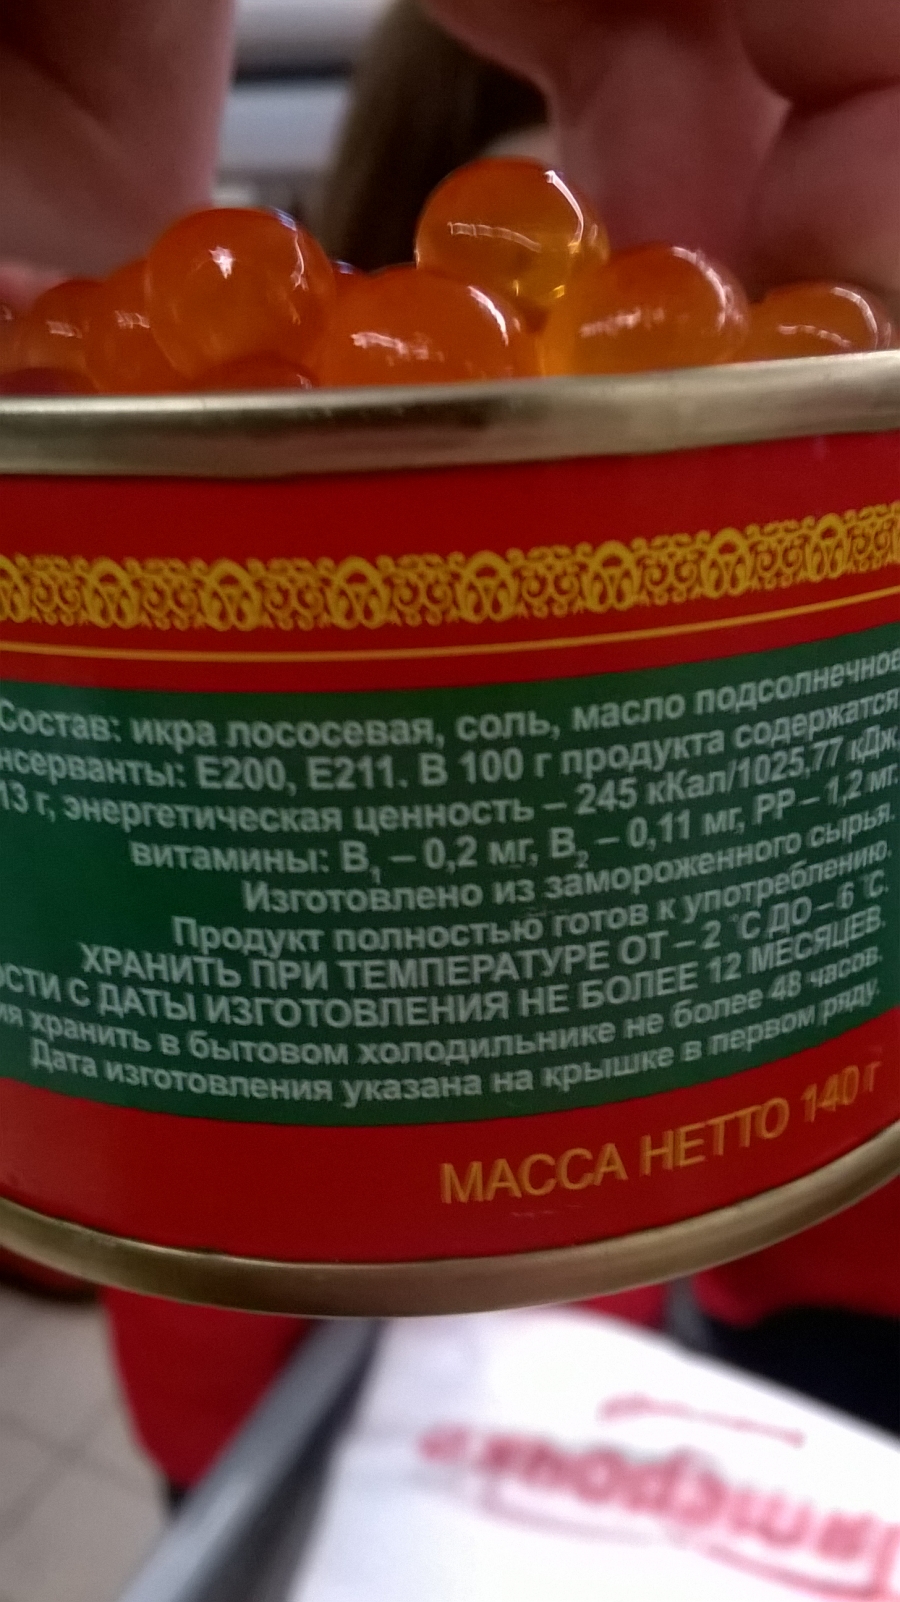 Состав: икра лососевая, соль, масло подсолнечное
нсерванты: Е200, Е211. В 100 г продукта содержатся
13 г, энергетическая ценность – 245 кКал/1025,77 кДж,
витамины: В₁ – 0,2 мг, В₂ – 0,11 мг, РР – 1,2 мг.
Изготовлено из замороженного сырья.
Продукт полностью готов к употреблению.
ХРАНИТЬ ПРИ ТЕМПЕРАТУРЕ ОТ – 2 °С ДО – 6 °С.
ОСТИ С ДАТЫ ИЗГОТОВЛЕНИЯ НЕ БОЛЕЕ 12 МЕСЯЦЕВ.
ия хранить в бытовом холодильнике не более 48 часов.
Дата изготовления указана на крышке в первом ряду.
МАССА НЕТТО 140 г